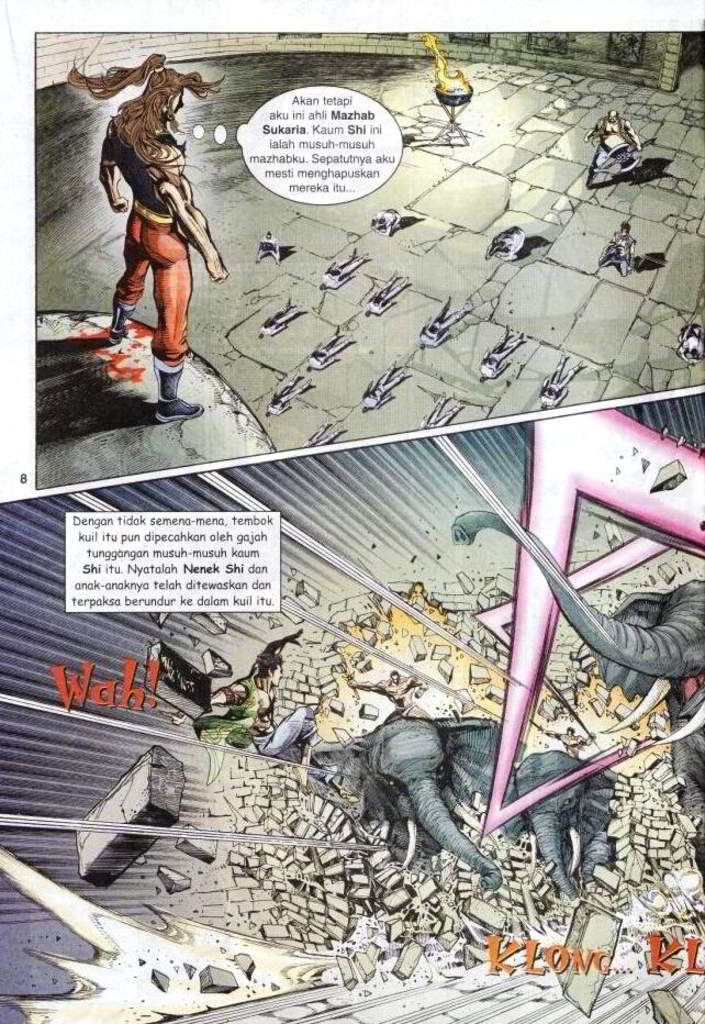 Akan tetapi
aku ini ahli Mazhab
Sukaria. Kaum Shi ini
ialah musuh-musuh
mazhabku. Sepatutnya aku
mesti menghapuskan
mereka itu...
8
Dengan tidak semena-mena, tembok
kuil itu pun dipecahkan oleh gajah
tunggangan musuh-musuh kaum
Shi itu. Nyatalah Nenek Shi dan
anak-anaknya telah ditewaskan dan
terpaksa berundur ke dalam kuil itu.
Wah!
KLONG... KL